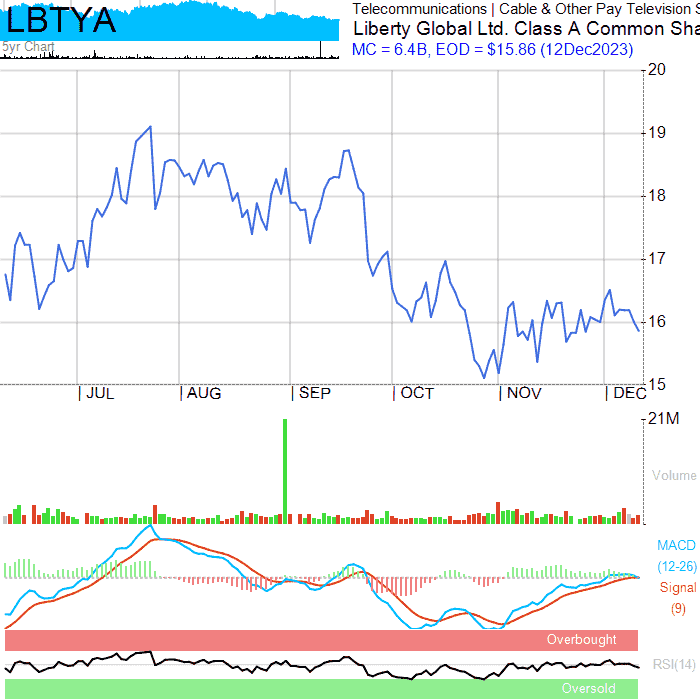 LBTYA
5yr Chart
Telecommunications | Cable & Other Pay Television S
Liberty Global Ltd. Class A Common Sha
MC = 6.4B, EOD = $15.86 (12Dec2023)
20
19
18
17
16
15
| JUL | AUG | SEP | OCT | NOV | DEC
21M
Volume
MACD
(12-26)
Signal
(9)
Overbought
RSI(14)
Oversold